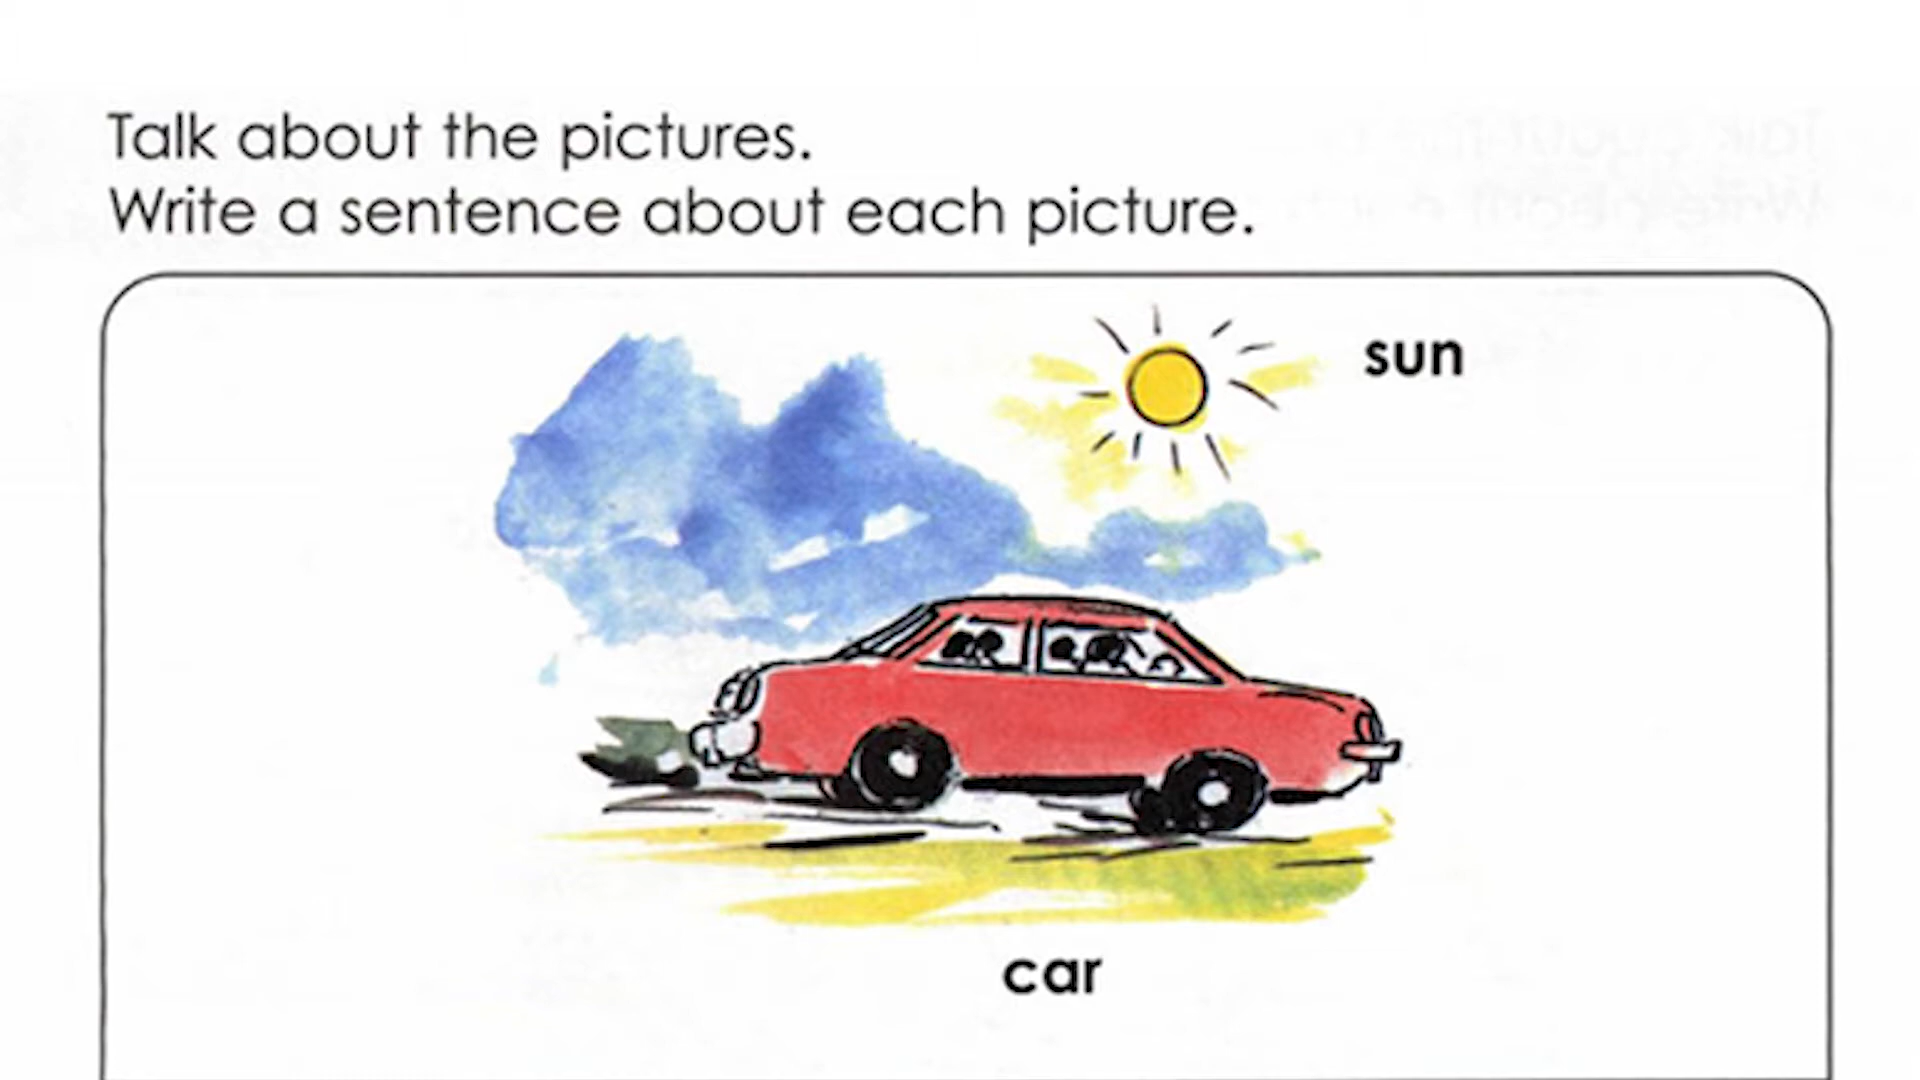 Talk about the pictures.
Write a sentence about each picture.
sun
car